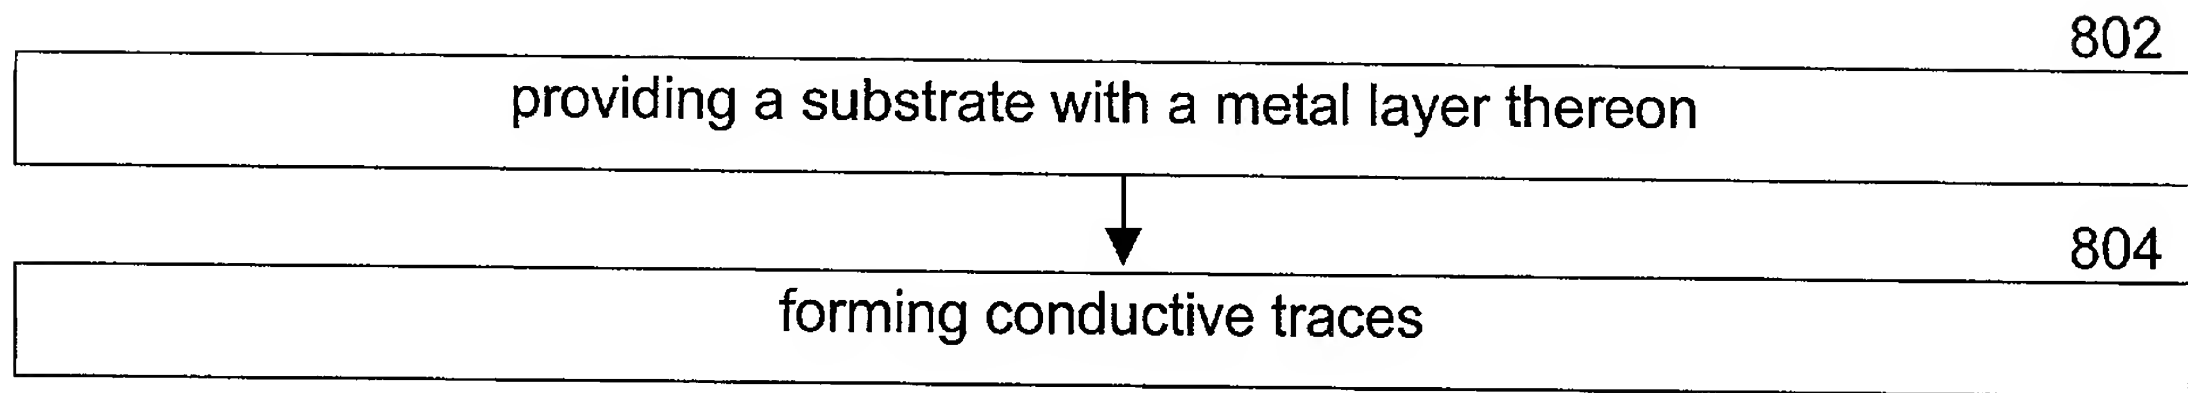 802
providing a substrate with a metal layer thereon
804
forming conductive traces